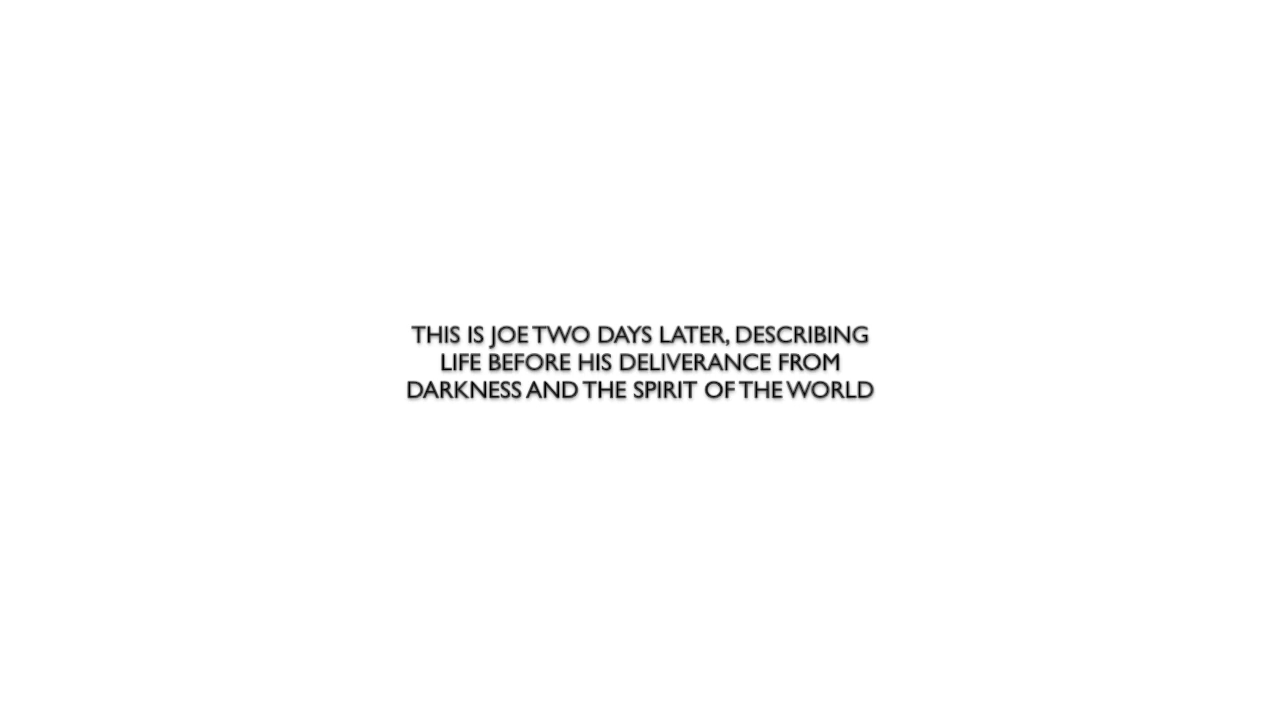 THIS IS JOE TWO DAYS LATER, DESCRIBING
LIFE BEFORE HIS DELIVERANCE FROM
DARKNESS AND THE SPIRIT OF THE WORLD